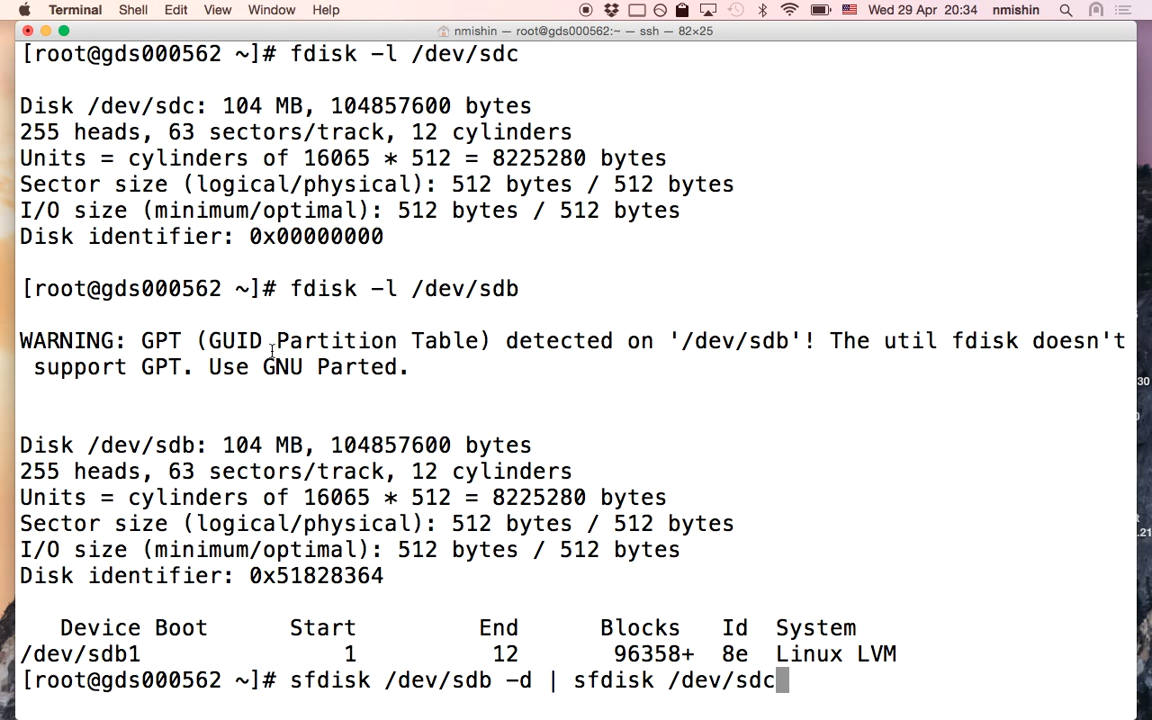 Terminal Shell Edit View Window Help Wed 29 Apr 20:34 nmishin
nmishin — root@gds000562:~ — ssh — 82×25
[root@gds000562 ~]# fdisk -l /dev/sdc
Disk /dev/sdc: 104 MB, 104857600 bytes
255 heads, 63 sectors/track, 12 cylinders
Units = cylinders of 16065 * 512 = 8225280 bytes
Sector size (logical/physical): 512 bytes / 512 bytes
I/O size (minimum/optimal): 512 bytes / 512 bytes
Disk identifier: 0x00000000
[root@gds000562 ~]# fdisk -l /dev/sdb
WARNING: GPT (GUID Partition Table) detected on '/dev/sdb'! The util fdisk doesn't
support GPT. Use GNU Parted.
Disk /dev/sdb: 104 MB, 104857600 bytes
255 heads, 63 sectors/track, 12 cylinders
Units = cylinders of 16065 * 512 = 8225280 bytes
Sector size (logical/physical): 512 bytes / 512 bytes
I/O size (minimum/optimal): 512 bytes / 512 bytes
Disk identifier: 0x51828364
Device Boot Start End Blocks Id System
/dev/sdb1 1 12 96358+ 8e Linux LVM
[root@gds000562 ~]# sfdisk /dev/sdb -d | sfdisk /dev/sdc